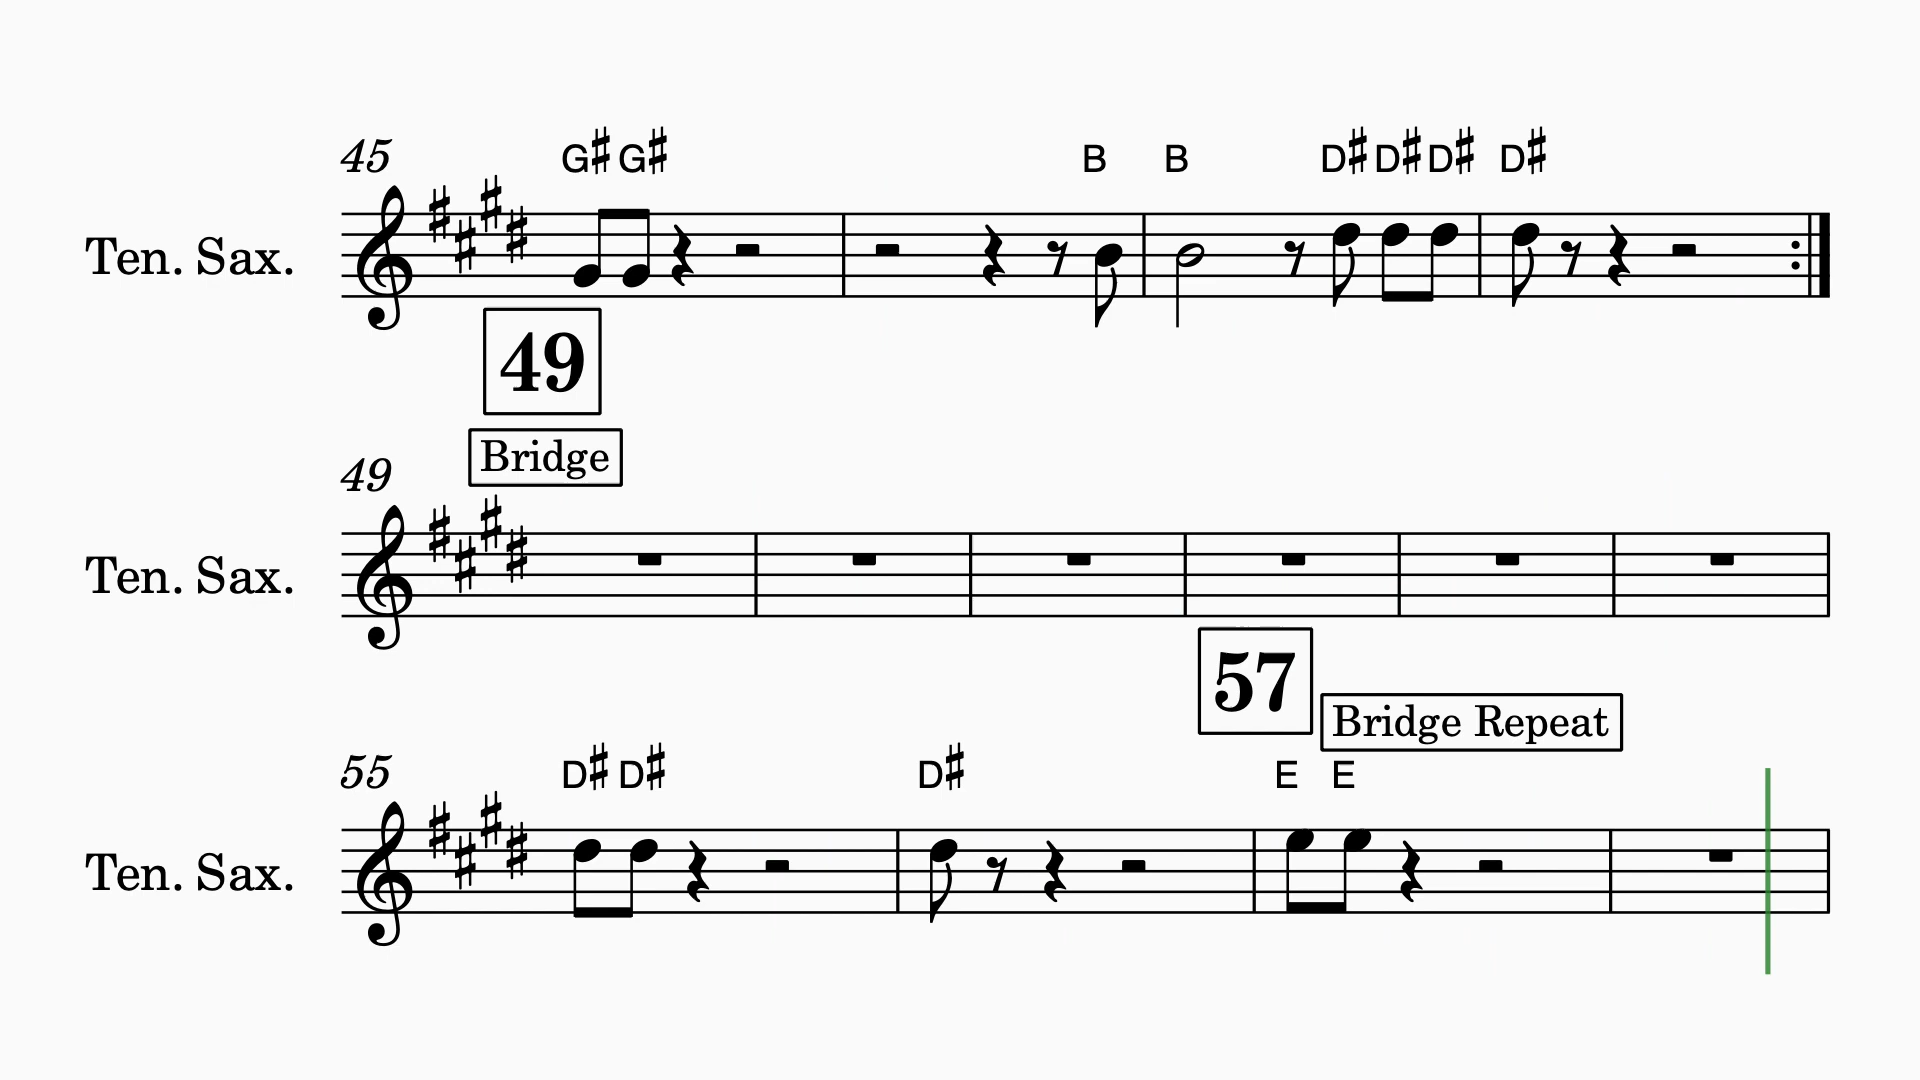 45 G♯ G♯ B B D♯ D♯ D♯ D♯
Ten. Sax.
49
Bridge
49
Ten. Sax.
57
Bridge Repeat
55 D♯ D♯ D♯ E E
Ten. Sax.